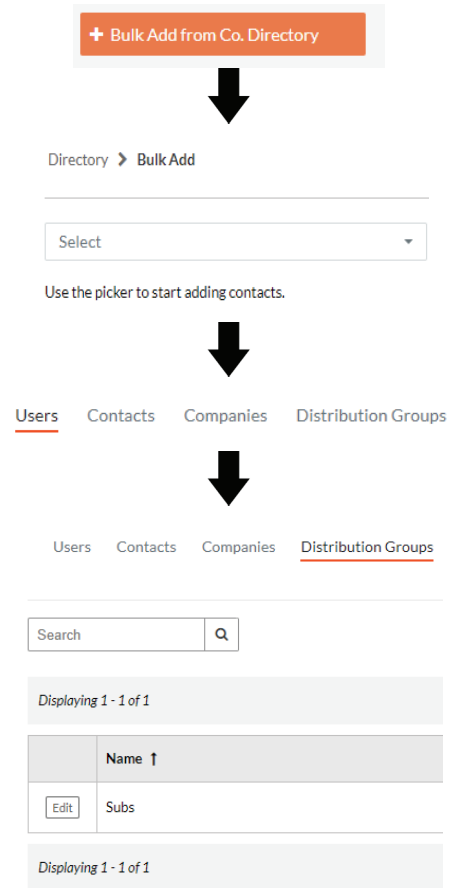 + Bulk Add from Co. Directory
Directory > Bulk Add
Select
Use the picker to start adding contacts.
Users Contacts Companies Distribution Groups
Users Contacts Companies Distribution Groups
Search
Displaying 1 - 1 of 1
Name ↑
Edit Subs
Displaying 1 - 1 of 1